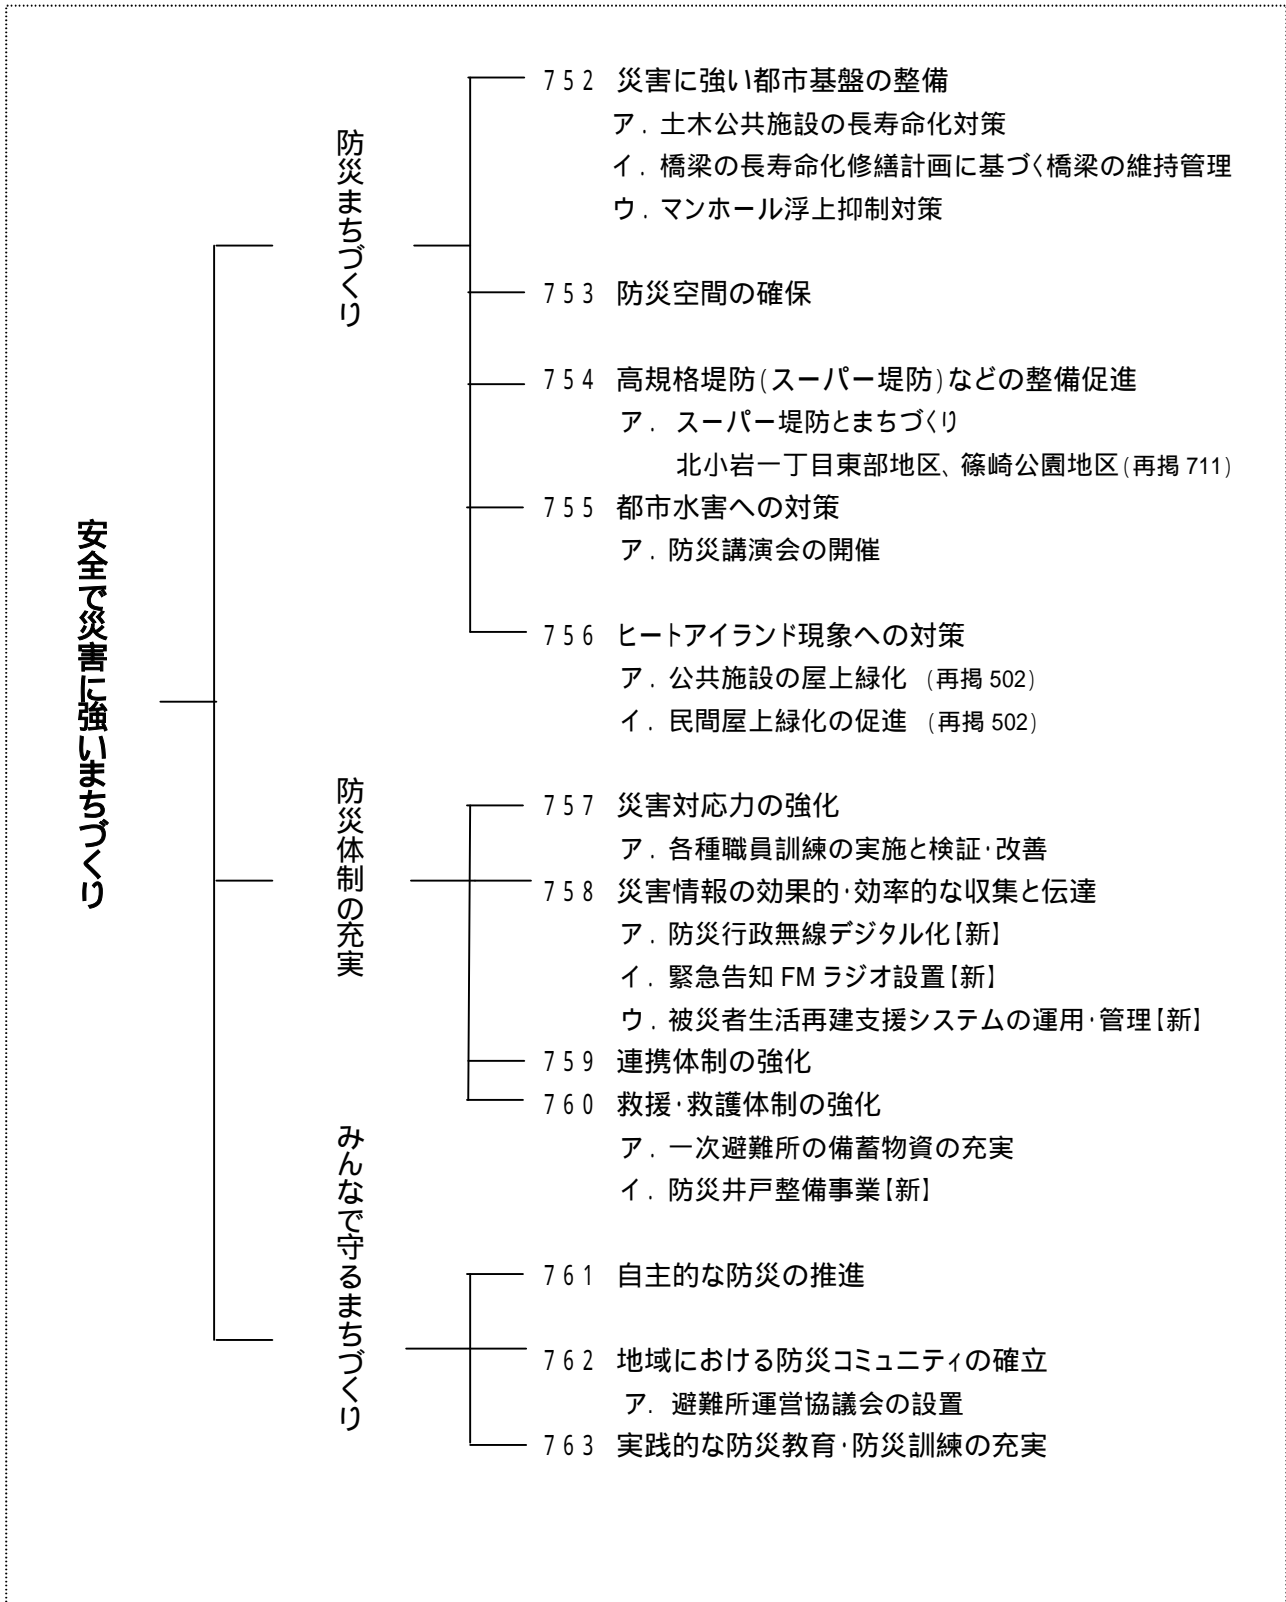 安全で災害に強いまちづくり
防災まちづくり
752 災害に強い都市基盤の整備
ア. 土木公共施設の長寿命化対策
イ. 橋梁の長寿命化修繕計画に基づく橋梁の維持管理
ウ. マンホール浮上抑制対策
753 防災空間の確保
754 高規格堤防(スーパー堤防)などの整備促進
ア. スーパー堤防とまちづくり
北小岩一丁目東部地区、篠崎公園地区(再掲 711)
755 都市水害への対策
ア. 防災講演会の開催
756 ヒートアイランド現象への対策
ア. 公共施設の屋上緑化 (再掲 502)
イ. 民間屋上緑化の促進 (再掲 502)
防災体制の充実
757 災害対応力の強化
ア. 各種職員訓練の実施と検証・改善
758 災害情報の効果的・効率的な収集と伝達
ア. 防災行政無線デジタル化【新】
イ. 緊急告知 FM ラジオ設置【新】
ウ. 被災者生活再建支援システムの運用・管理【新】
759 連携体制の強化
760 救援・救護体制の強化
ア. 一次避難所の備蓄物資の充実
イ. 防災井戸整備事業【新】
みんなで守るまちづくり
761 自主的な防災の推進
762 地域における防災コミュニティの確立
ア. 避難所運営協議会の設置
763 実践的な防災教育・防災訓練の充実